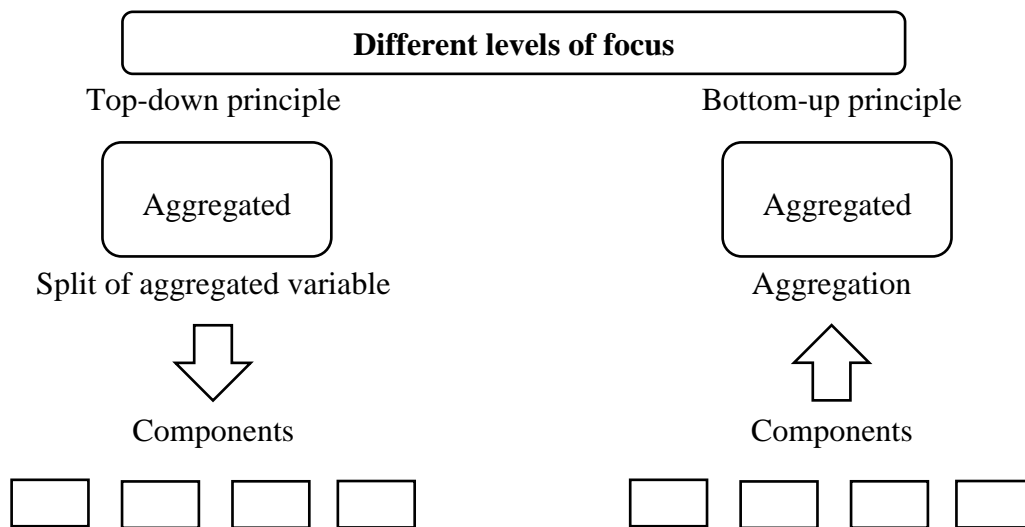 Different levels of focus
Top-down principle
Bottom-up principle
Aggregated
Aggregated
Split of aggregated variable
Aggregation
Components
Components